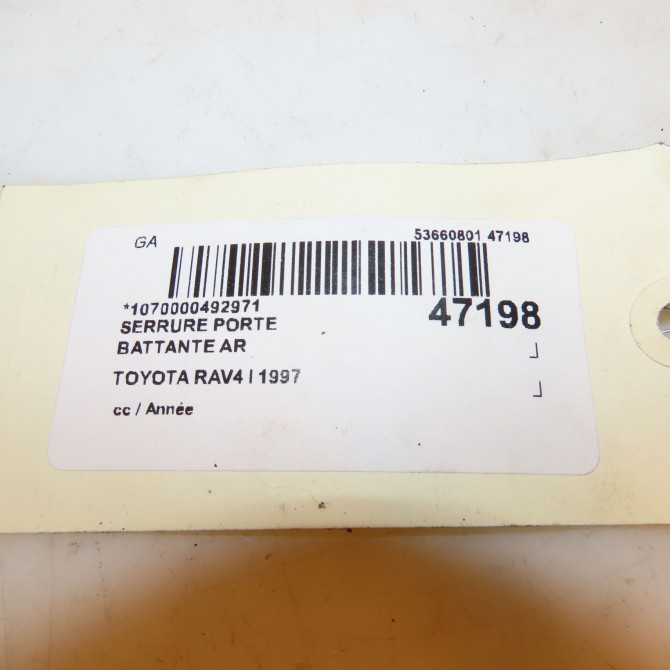 GA
53660801 47198
*1070000492971
47198
SERRURE PORTE
BATTANTE AR
TOYOTA RAV4 I 1997
cc / Année